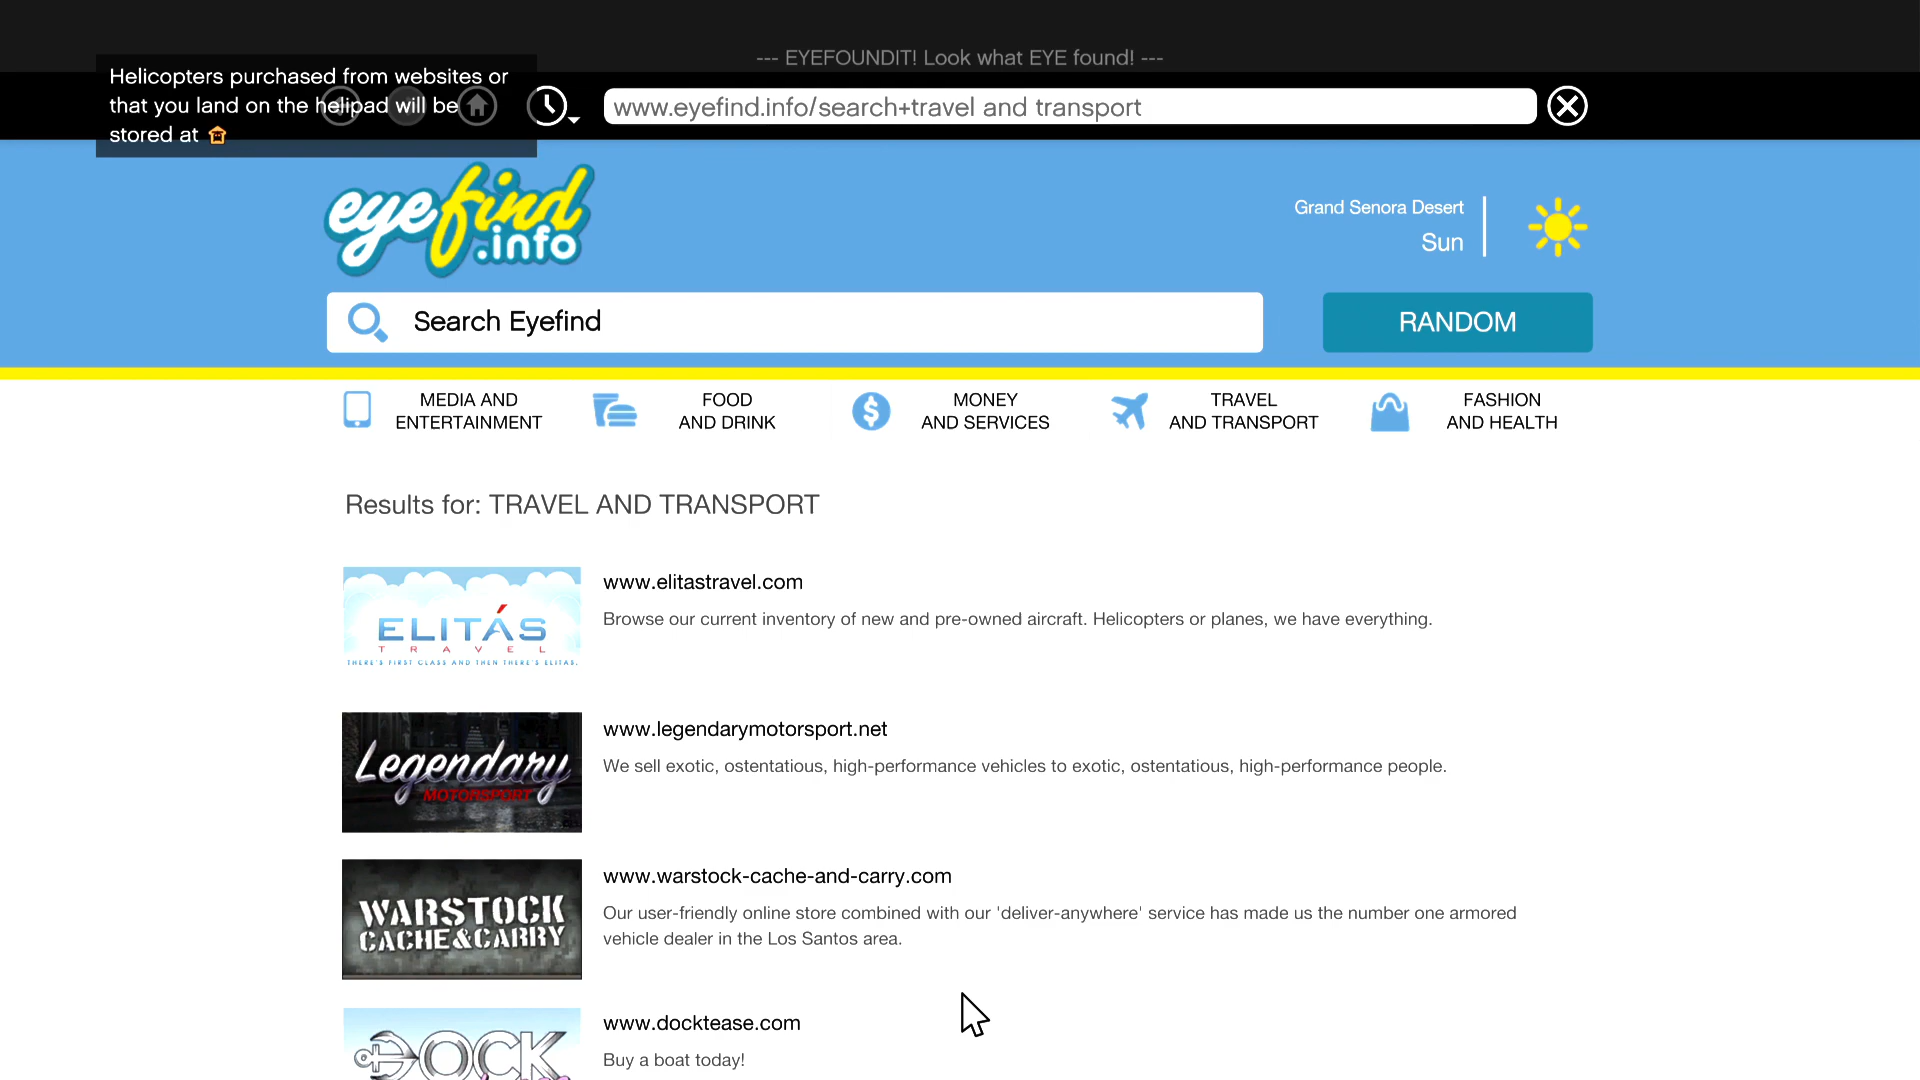 --- EYEFOUNDIT! Look what EYE found! ---
Helicopters purchased from websites or
that you land on the helipad will be
stored at
www.eyefind.info/search+travel and transport
eyefind
.info
Grand Senora Desert
Sun
Search Eyefind
RANDOM
MEDIA AND
ENTERTAINMENT
FOOD
AND DRINK
MONEY
AND SERVICES
TRAVEL
AND TRANSPORT
FASHION
AND HEALTH
Results for: TRAVEL AND TRANSPORT
ELITÁS
TRAVEL
THERE'S FIRST CLASS AND THEN THERE'S ELITAS.
www.elitastravel.com
Browse our current inventory of new and pre-owned aircraft. Helicopters or planes, we have everything.
Legendary
MOTORSPORT
www.legendarymotorsport.net
We sell exotic, ostentatious, high-performance vehicles to exotic, ostentatious, high-performance people.
WARSTOCK
CACHE&CARRY
www.warstock-cache-and-carry.com
Our user-friendly online store combined with our 'deliver-anywhere' service has made us the number one armored
vehicle dealer in the Los Santos area.
DOCK
www.docktease.com
Buy a boat today!